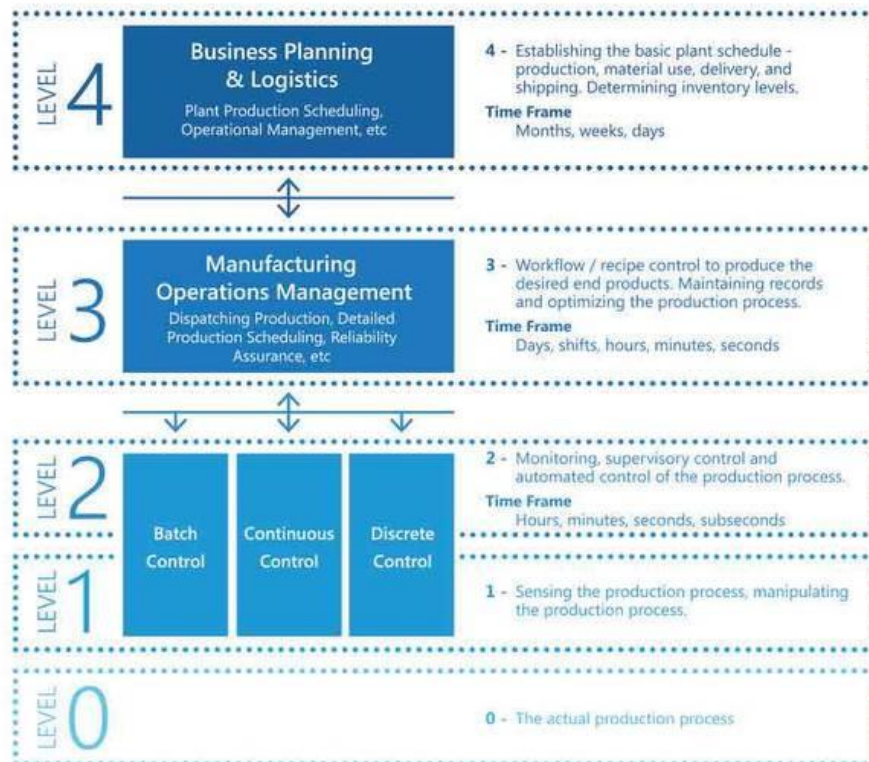 LEVEL 4
Business Planning
& Logistics
Plant Production Scheduling,
Operational Management, etc
4 - Establishing the basic plant schedule -
production, material use, delivery, and
shipping. Determining inventory levels.
Time Frame
Months, weeks, days
LEVEL 3
Manufacturing
Operations Management
Dispatching Production, Detailed
Production Scheduling, Reliability
Assurance, etc
3 - Workflow / recipe control to produce the
desired end products. Maintaining records
and optimizing the production process.
Time Frame
Days, shifts, hours, minutes, seconds
LEVEL 2
Batch
Control
Continuous
Control
Discrete
Control
2 - Monitoring, supervisory control and
automated control of the production process.
Time Frame
Hours, minutes, seconds, subseconds
LEVEL 1
1 - Sensing the production process, manipulating
the production process.
LEVEL 0
0 - The actual production process